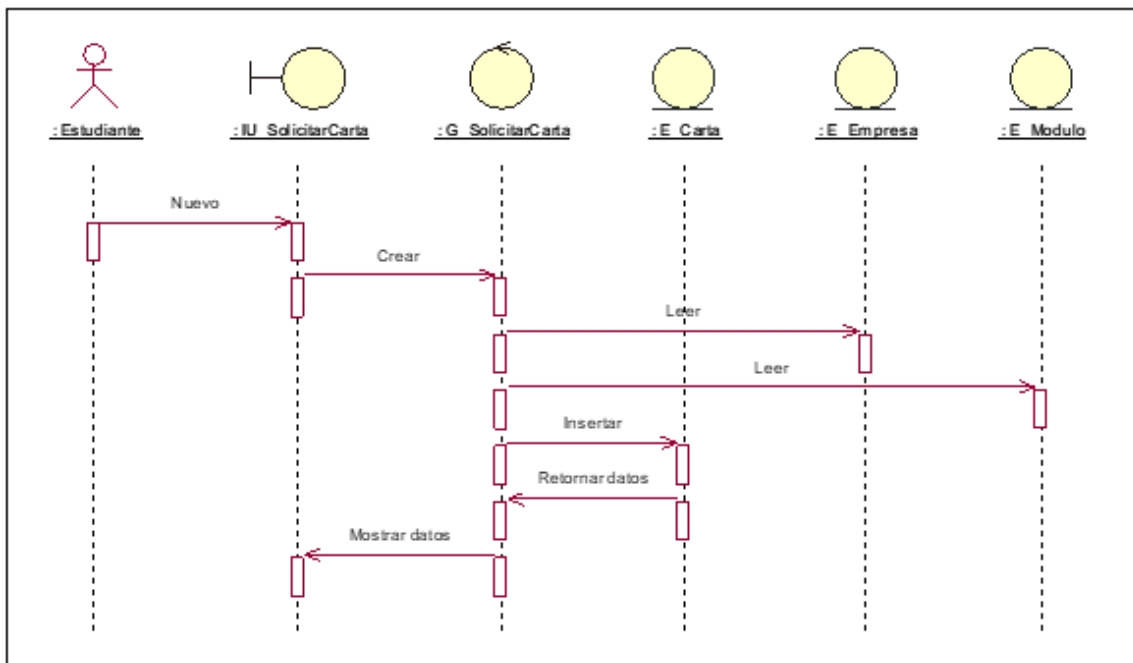 : Estudiante
: IU_SolicitarCarta
: G_SolicitarCarta
: E_Carta
: E_Empresa
: E_Modulo
Nuevo
Crear
Leer
Leer
Insertar
Retornar datos
Mostrar datos